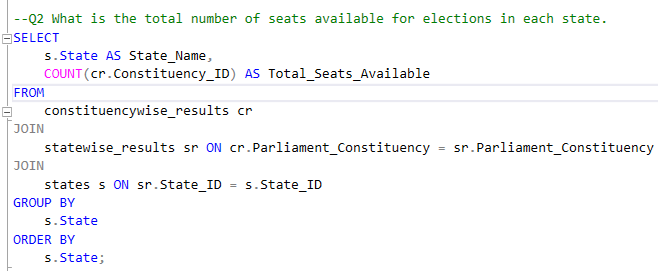 --Q2 What is the total number of seats available for elections in each state.
SELECT
s.State AS State_Name,
COUNT(cr.Constituency_ID) AS Total_Seats_Available
FROM
constituencywise_results cr
JOIN
statewise_results sr ON cr.Parliament_Constituency = sr.Parliament_Constituency
JOIN
states s ON sr.State_ID = s.State_ID
GROUP BY
s.State
ORDER BY
s.State;